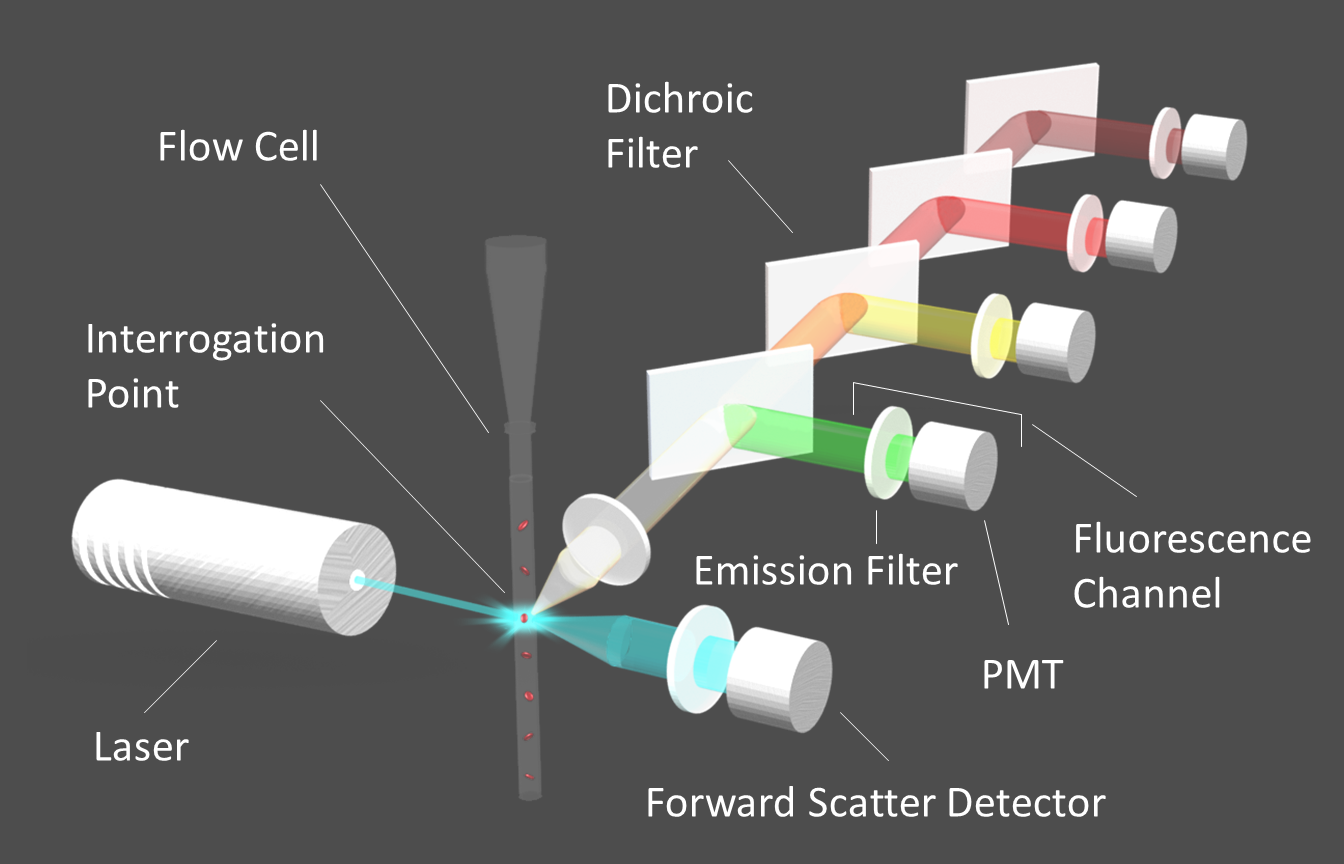 Dichroic
Filter
Flow Cell
Interrogation
Point
Emission Filter
Fluorescence
Channel
PMT
Laser
Forward Scatter Detector